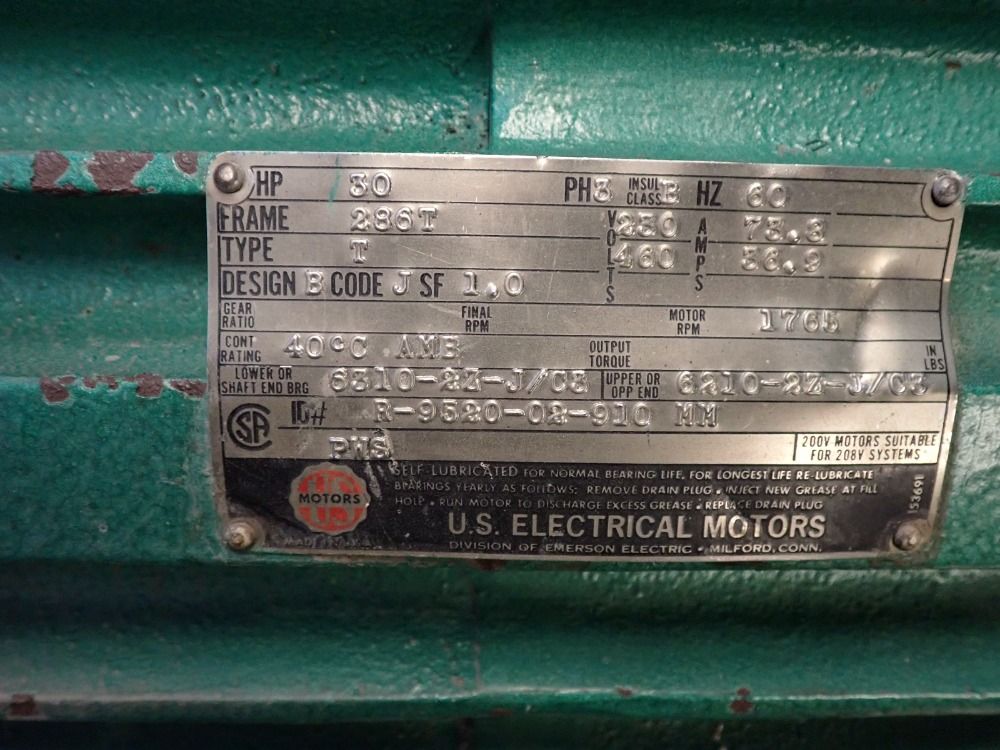 HP 30 PH3 INSUL CLASS B HZ 60
FRAME 286T VOLTS 230 AMPS 73.8
TYPE T 460 36.9
DESIGN B CODE J SF 1.0
GEAR RATIO FINAL RPM MOTOR RPM 1765
CONT RATING 40°C AMB OUTPUT TORQUE IN LBS
LOWER OR SHAFT END BRG 6310-2Z-J/C3 UPPER OR OPP END 6210-2Z-J/C3
SA ID# R-9520-02-910 MM
PWS 200V MOTORS SUITABLE FOR 208V SYSTEMS
SELF-LUBRICATED FOR NORMAL BEARING LIFE, FOR LONGEST LIFE RE-LUBRICATE
BEARINGS YEARLY AS FOLLOWS: REMOVE DRAIN PLUG • INJECT NEW GREASE AT FILL
HOLE • RUN MOTOR TO DISCHARGE EXCESS GREASE • REPLACE DRAIN PLUG
US MOTORS
U.S. ELECTRICAL MOTORS
DIVISION OF EMERSON ELECTRIC • MILFORD, CONN.
153691